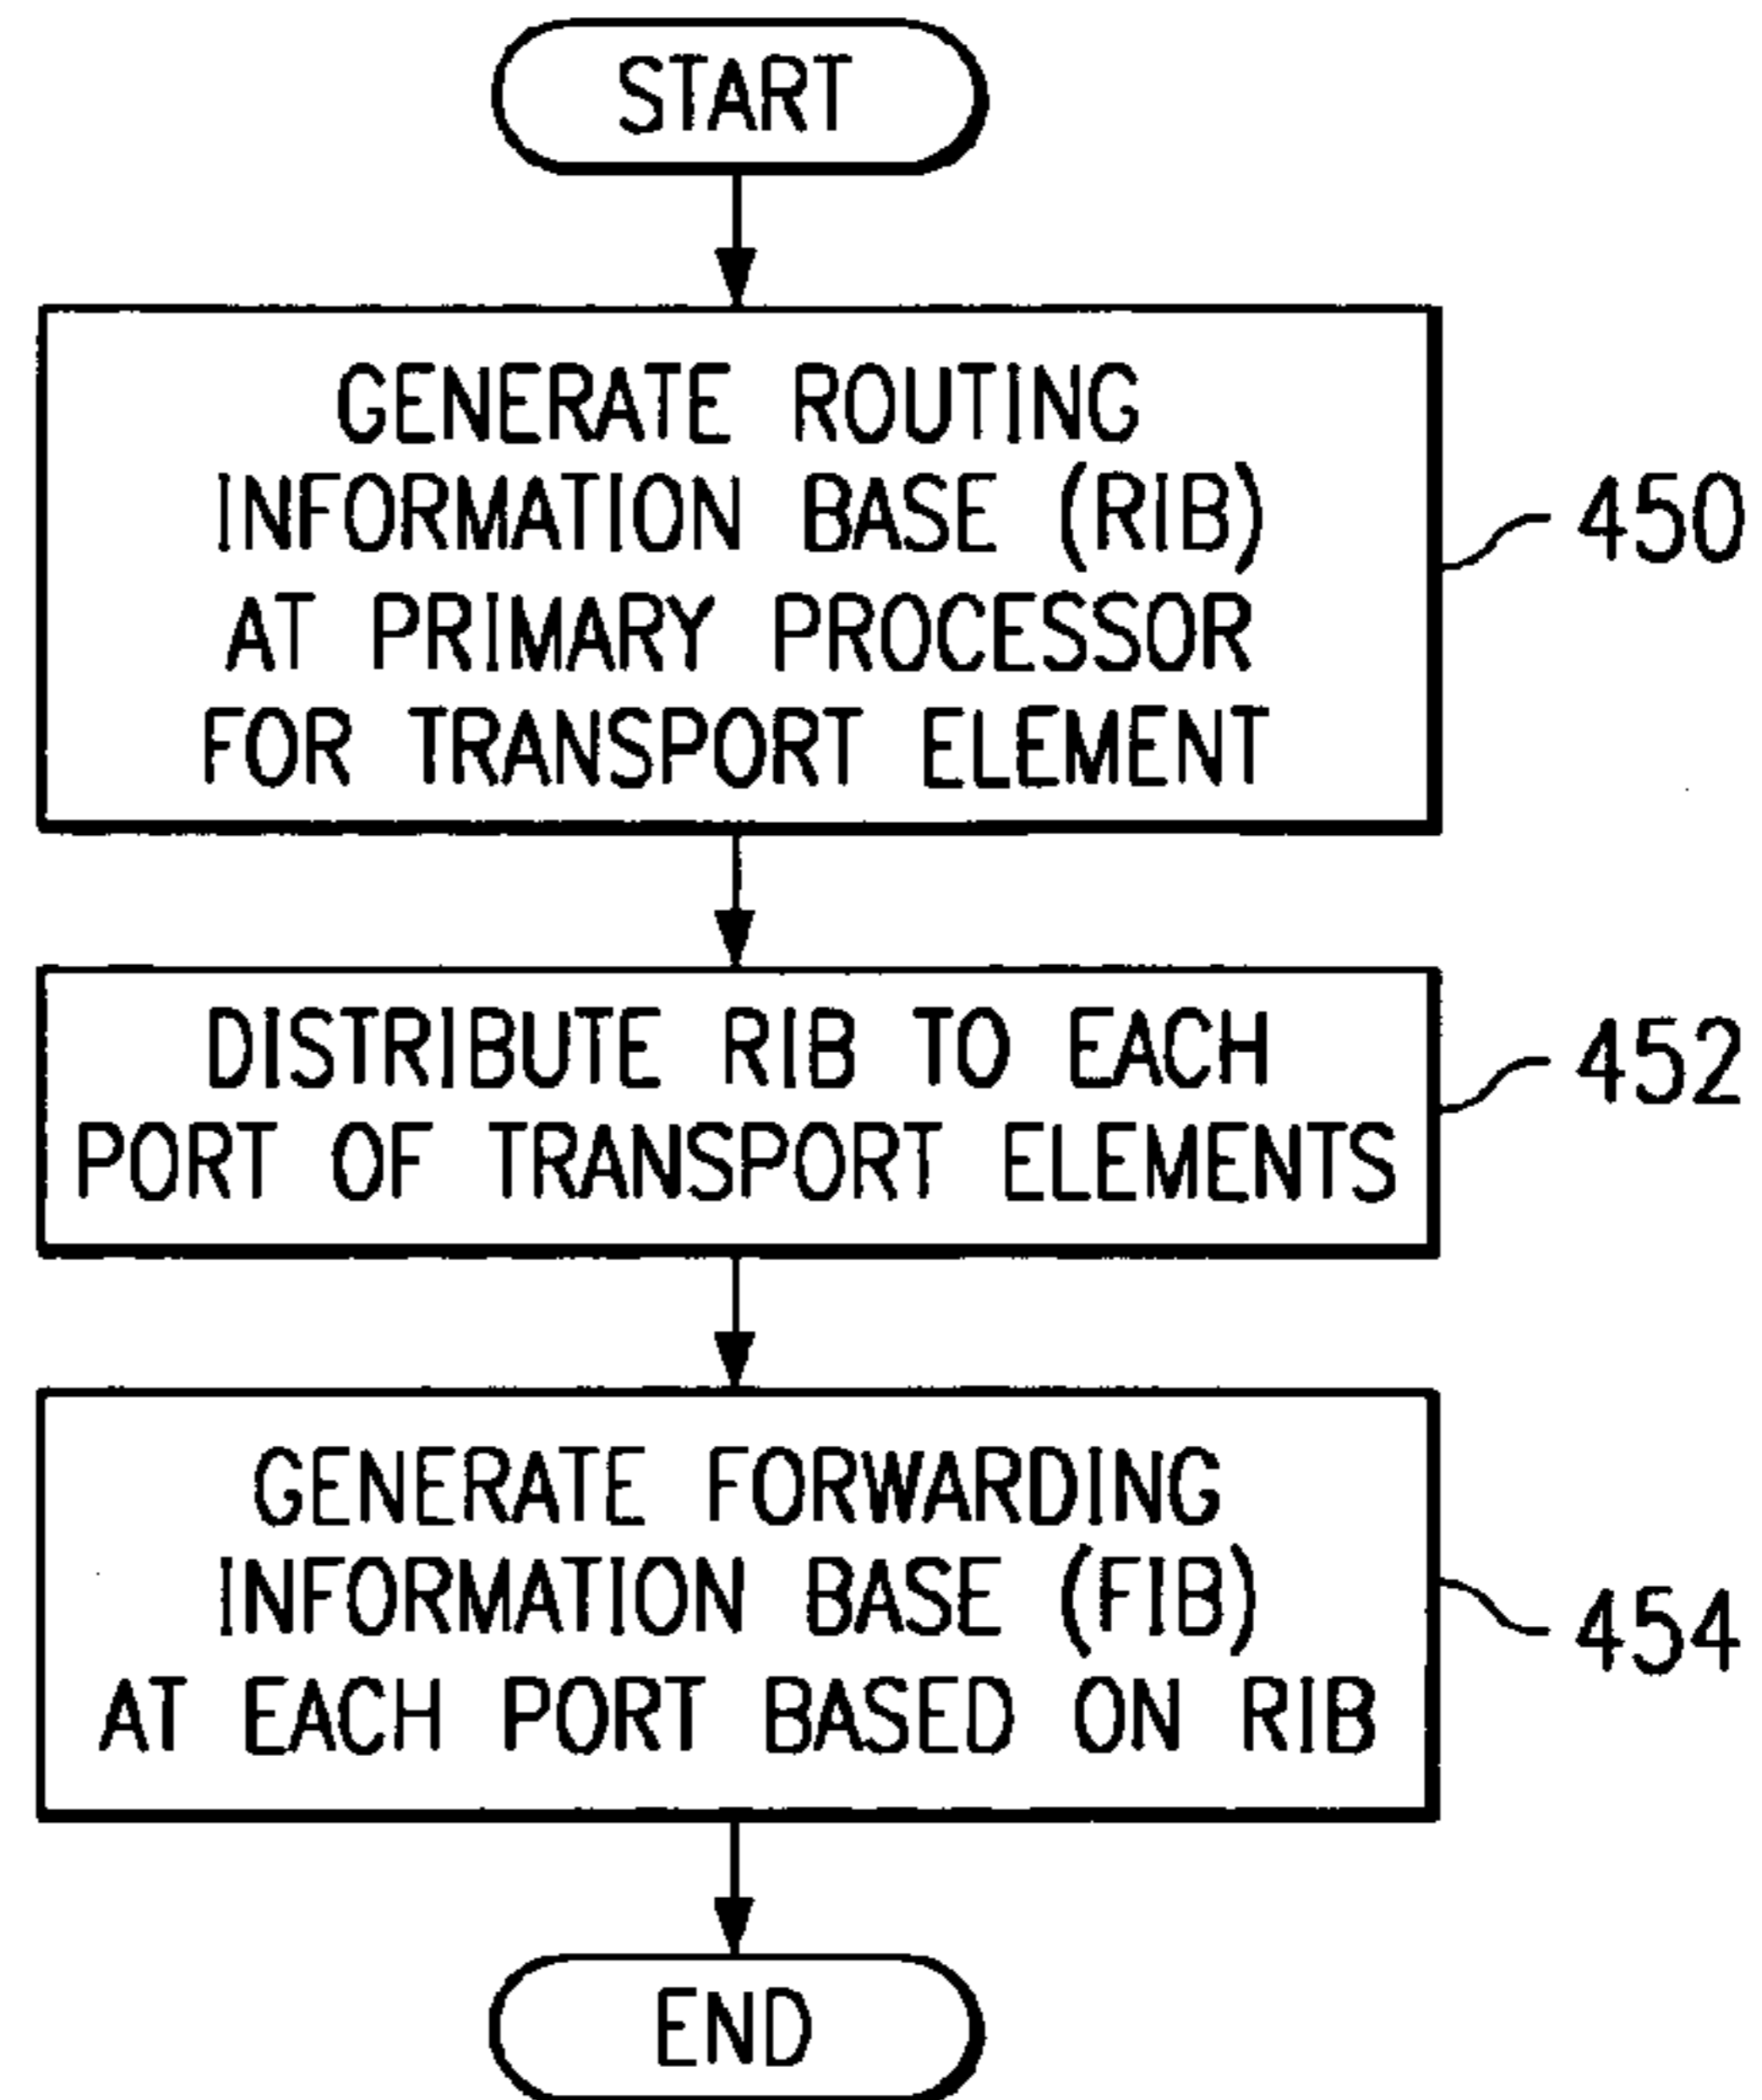 START
GENERATE ROUTING
INFORMATION BASE (RIB)
AT PRIMARY PROCESSOR
FOR TRANSPORT ELEMENT
450
DISTRIBUTE RIB TO EACH
PORT OF TRANSPORT ELEMENTS
452
GENERATE FORWARDING
INFORMATION BASE (FIB)
AT EACH PORT BASED ON RIB
454
END